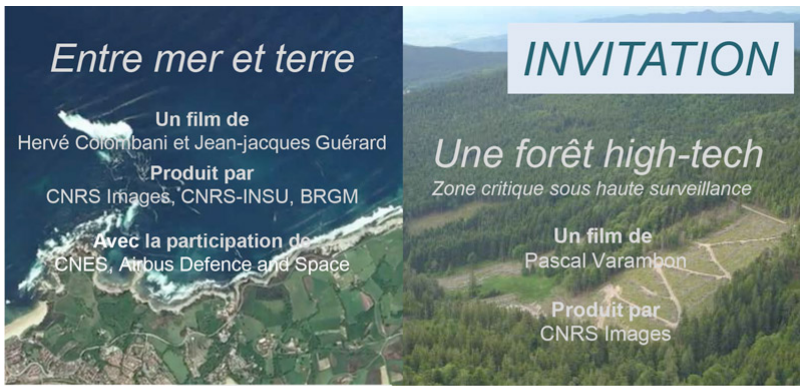 Entre mer et terre
Un film de
Hervé Colombani et Jean-jacques Guérard
Produit par
CNRS Images, CNRS-INSU, BRGM
Avec la participation de
CNES, Airbus Defence and Space
INVITATION
Une forêt high-tech
Zone critique sous haute surveillance
Un film de
Pascal Varambon
Produit par
CNRS Images